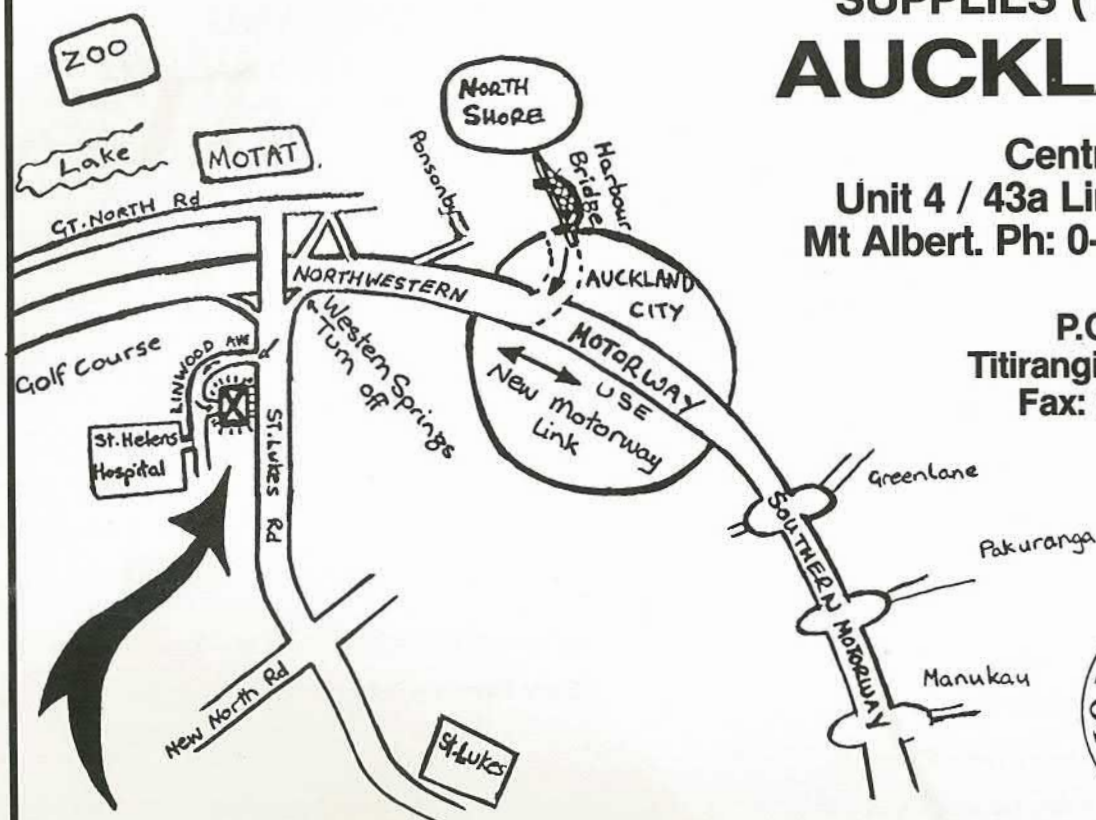 SUPPLIES (
AUCKL
Centr
Unit 4 / 43a Lin
Mt Albert. Ph: 0-
P.O
Titirangi
Fax:
ZOO
Lake
MOTAT.
GT. NORTH Rd
NORTH
SHORE
Harbour
Bridge
Ponsonby
NORTHWESTERN
MOTORWAY
AUCKLAND
CITY
USE
New Motorway
Link
Western Springs
Turn off
Golf Course
LINWOOD AVE
St. Helens
Hospital
ST. LUKES Rd
New North Rd
St. Lukes
SOUTHERN MOTORWAY
Greenlane
Pakuranga
Manukau